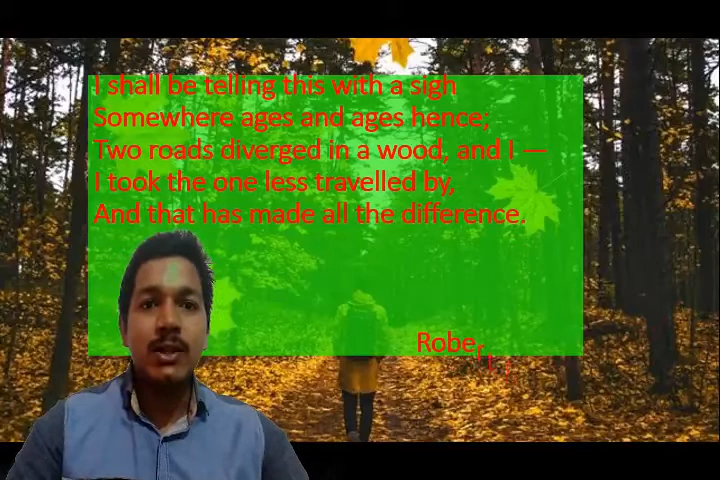 I shall be telling this with a sigh
Somewhere ages and ages hence;
Two roads diverged in a wood, and I —
I took the one less travelled by,
And that has made all the difference.
Rober